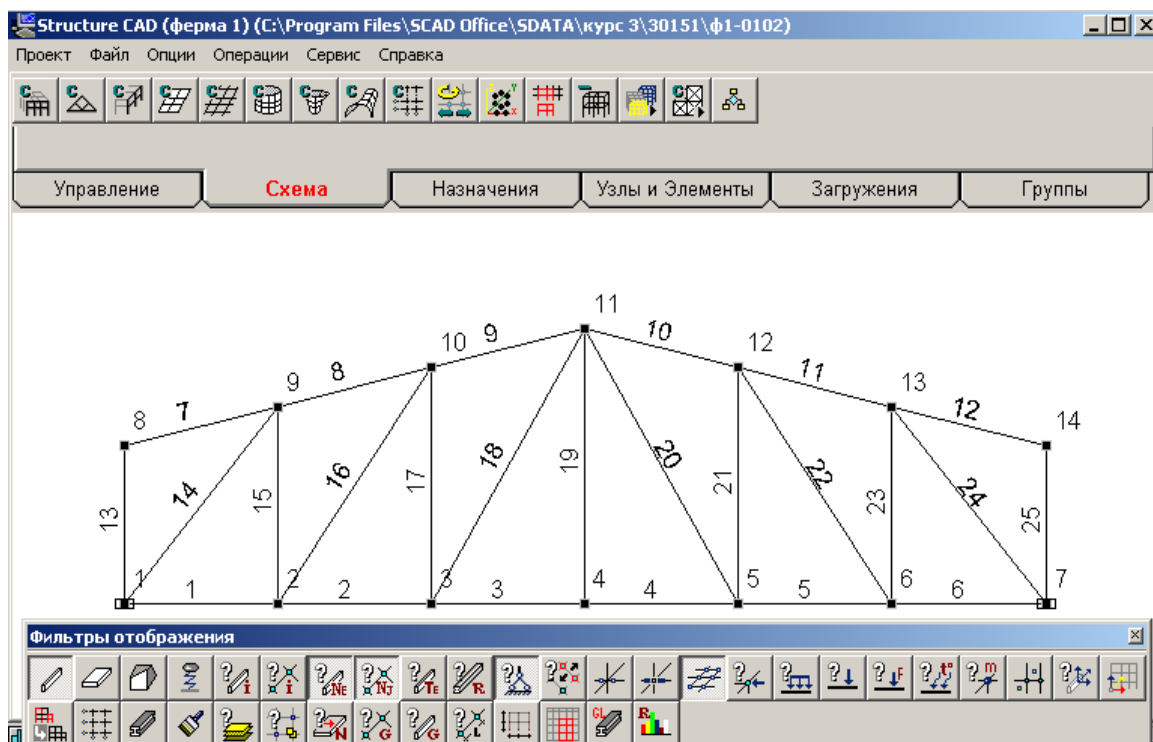 Structure CAD (ферма 1) (C:\Program Files\SCAD Office\SDATA\курс 3\30151\ф1-0102)
Проект Файл Опции Операции Сервис Справка
Управление Схема Назначения Узлы и Элементы Загружения Группы
11
9 10
10 12
8 11
9 13
7 12
8 14
18 19 20
16 17 21 22
14 15 23 24
13 25
1 2 3 4 5 6 7
1 2 3 4 5 6
Фильтры отображения